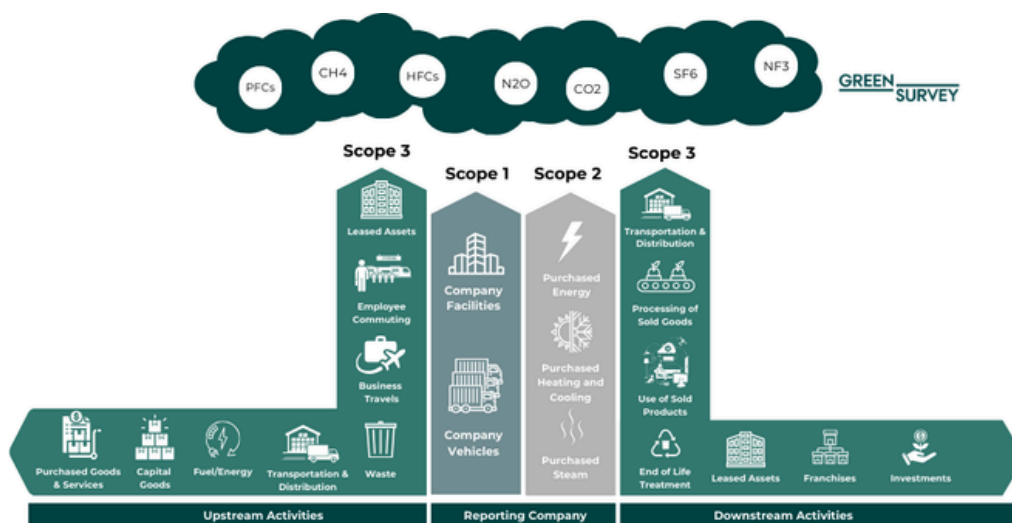 PFCs
CH4
HFCs
N2O
CO2
SF6
NF3
GREEN
SURVEY
Scope 3
Scope 1
Scope 2
Scope 3
Leased Assets
Employee
Commuting
Business
Travels
Purchased Goods
& Services
Capital
Goods
Fuel/Energy
Transportation &
Distribution
Waste
Company
Facilities
Company
Vehicles
Purchased
Energy
Purchased
Heating and
Cooling
Purchased
Steam
Transportation &
Distribution
Processing of
Sold Goods
Use of Sold
Products
End of Life
Treatment
Leased Assets
Franchises
Investments
Upstream Activities
Reporting Company
Downstream Activities